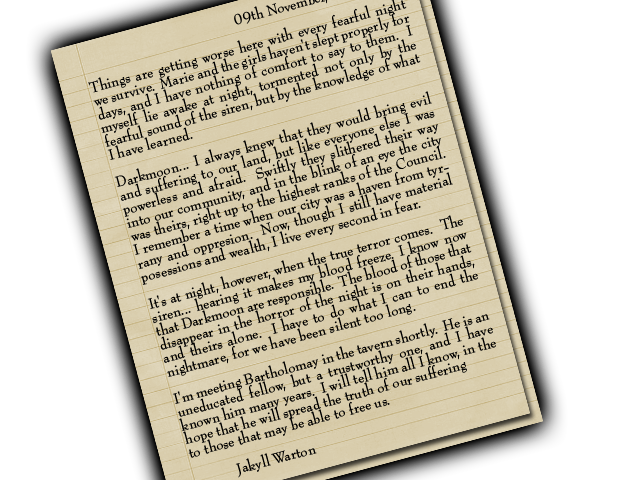 09th November,
Things are getting worse here with every fearful night
we survive. Marie and the girls haven't slept properly for
days, and I have nothing of comfort to say to them. I
myself lie awake at night, tormented not only by the
fearful sound of the siren, but by the knowledge of what
I have learned.
Darkmoon... I always knew that they would bring evil
and suffering to our land, but like everyone else I was
powerless and afraid. Swiftly they slithered their way
into our community, and in the blink of an eye the city
was theirs, right up to the highest ranks of the Council.
I remember a time when our city was a haven from tyr-
rany and oppresion. Now, though I still have material
posessions and wealth, I live every second in fear.
It's at night, however, when the true terror comes. The
siren... hearing it makes my blood freeze. I know now
that Darkmoon are responsible. The blood of those that
disappear in the horror of the night is on their hands,
and theirs alone. I have to do what I can to end the
nightmare, for we have been silent too long.
I'm meeting Bartholomay in the tavern shortly. He is an
uneducated fellow, but a trustworthy one, and I have
known him many years. I will tell him all I know, in the
hope that he will spread the truth of our suffering
to those that may be able to free us.
Jakyll Warton